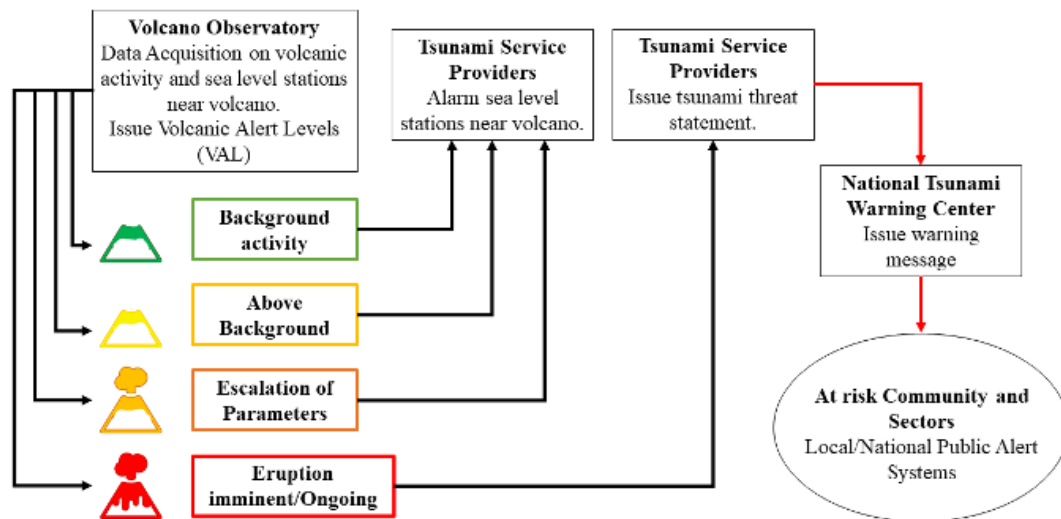 Volcano Observatory
Data Acquisition on volcanic
activity and sea level stations
near volcano.
Issue Volcanic Alert Levels
(VAL)
Tsunami Service
Providers
Alarm sea level
stations near volcano.
Tsunami Service
Providers
Issue tsunami threat
statement.
National Tsunami
Warning Center
Issue warning
message
Background
activity
Above
Background
Escalation of
Parameters
Eruption
imminent/Ongoing
At risk Community and
Sectors
Local/National Public Alert
Systems